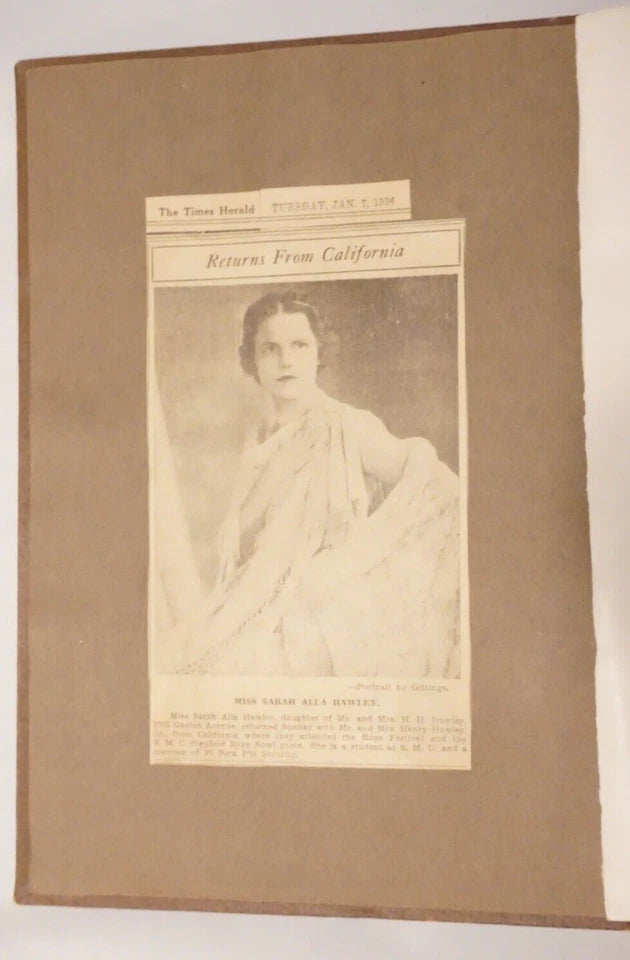 The Times Herald TUESDAY, JAN. 7, 1936
Returns From California
—Portrait by Gittings.
MISS SARAH ALLA HAWLEY.
Miss Sarah Alla Hawley, daughter of Mr. and Mrs. H. H. Hawley,
Gaston Avenue, returned Sunday with Mr. and Mrs. Henry Hawley,
Jr., from California where they attended the Rose Festival and the
S. M. U.-Stanford Rose Bowl game. She is a student at S. M. U. and a
member of Pi Beta Phi Sorority.